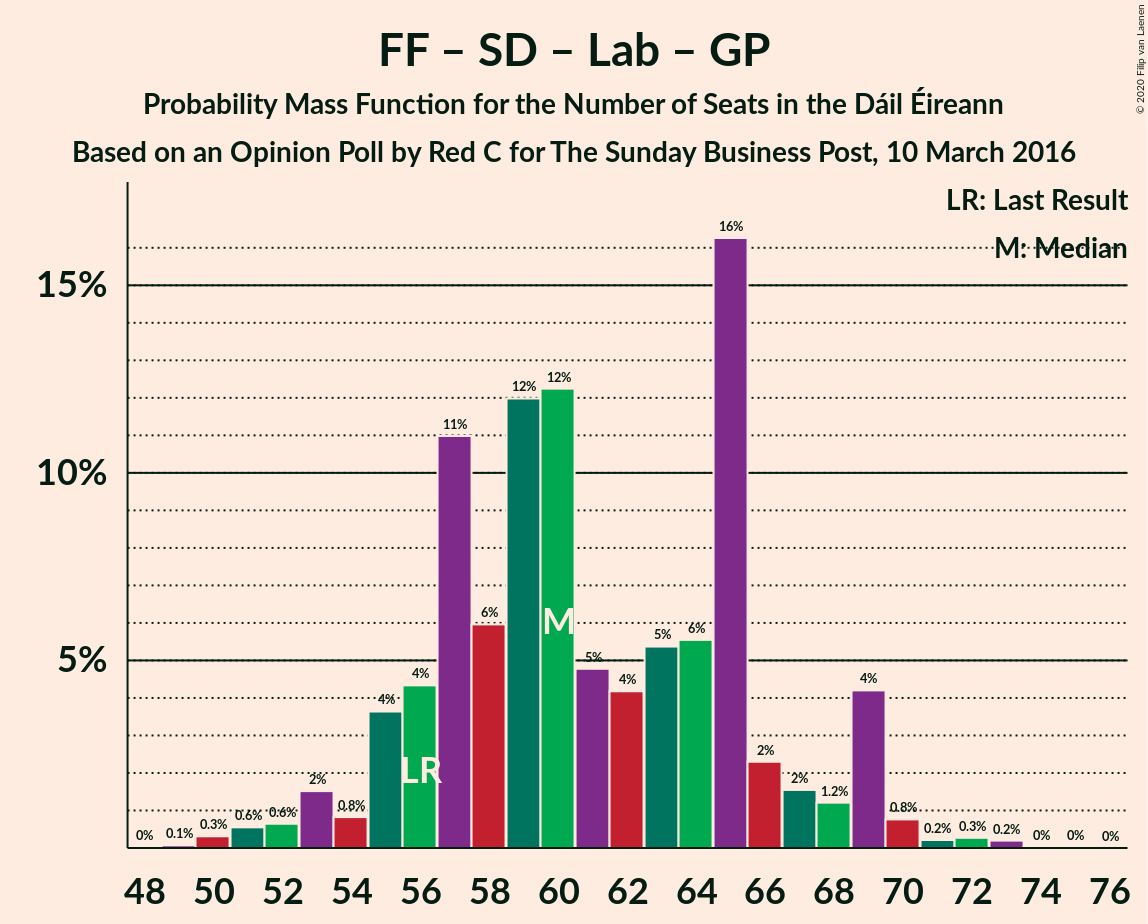 FF – SD – Lab – GP
Probability Mass Function for the Number of Seats in the Dáil Éireann
Based on an Opinion Poll by Red C for The Sunday Business Post, 10 March 2016
© 2020 Filip van Laenen
LR: Last Result
M: Median
15%
10%
5%
0% 0.1% 0.3% 0.6% 0.6% 2% 0.8% 4% 4% 11% 6% 12% 12% 5% 4% 5% 6% 16% 2% 2% 1.2% 4% 0.8% 0.2% 0.3% 0.2% 0% 0% 0%
M
LR
48 50 52 54 56 58 60 62 64 66 68 70 72 74 76